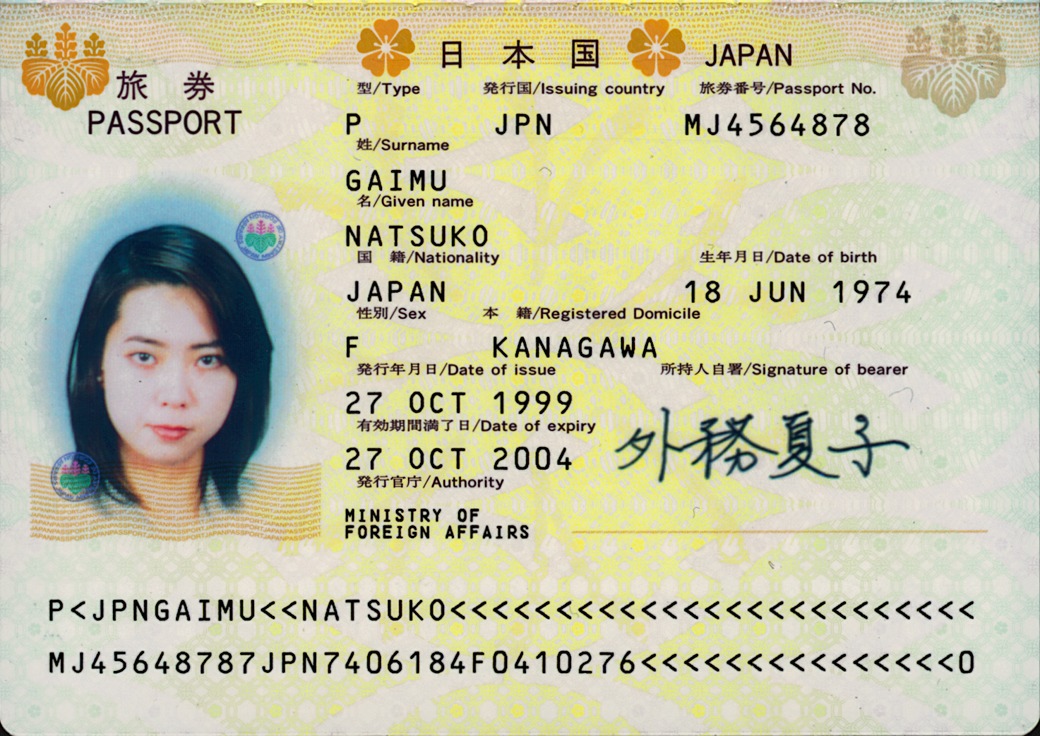 日本国 JAPAN
旅券
PASSPORT
型/Type 発行国/Issuing country 旅券番号/Passport No.
P JPN MJ4564878
姓/Surname
GAIMU
名/Given name
NATSUKO
国 籍/Nationality 生年月日/Date of birth
JAPAN 18 JUN 1974
性別/Sex 本 籍/Registered Domicile
F KANAGAWA
発行年月日/Date of issue 所持人自署/Signature of bearer
27 OCT 1999
外務夏子
有効期間満了日/Date of expiry
27 OCT 2004
発行官庁/Authority
MINISTRY OF
FOREIGN AFFAIRS
P<JPNGAIMU<<NATSUKO<<<<<<<<<<<<<<<<<<<<<<<<<
MJ45648787JPN7406184F0410276<<<<<<<<<<<<<<<0